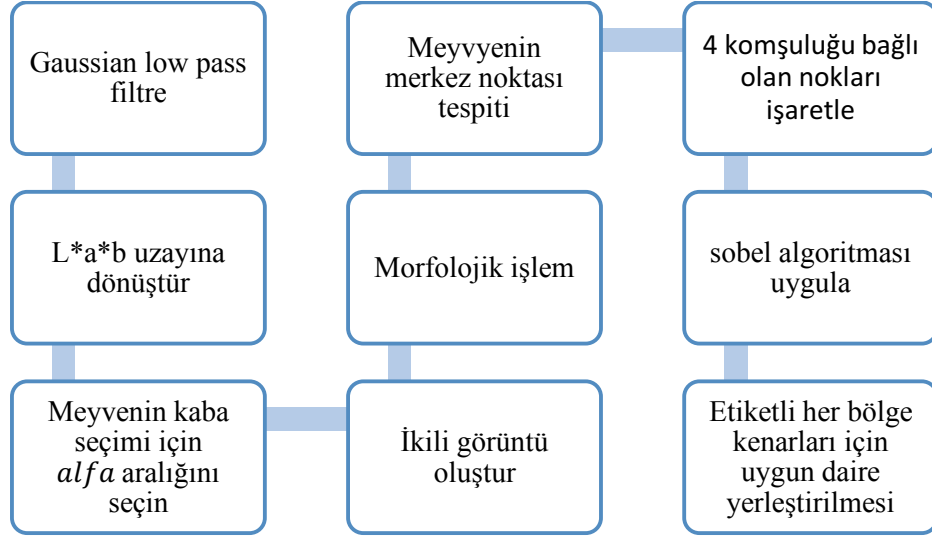 Gaussian low pass
filtre
L*a*b uzayına
dönüştür
Meyvenin kaba
seçimi için
alfa aralığını
seçin
İkili görüntü
oluştur
Morfolojik işlem
Meyvyenin
merkez noktası
tespiti
4 komşuluğu bağlı
olan nokları
işaretle
sobel algoritması
uygula
Etiketli her bölge
kenarları için
uygun daire
yerleştirilmesi